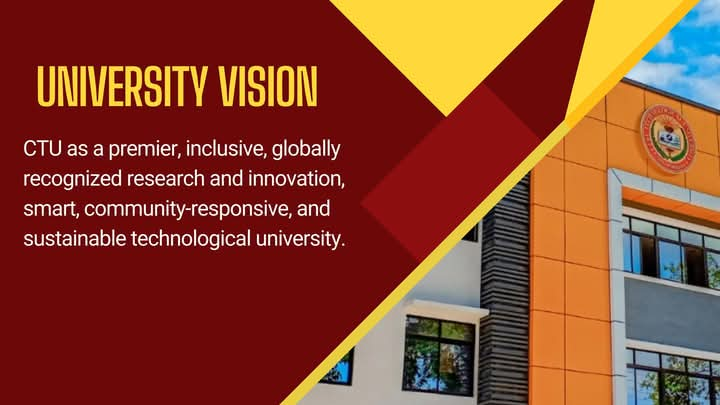 UNIVERSITY VISION
CTU as a premier, inclusive, globally
recognized research and innovation,
smart, community-responsive, and
sustainable technological university.